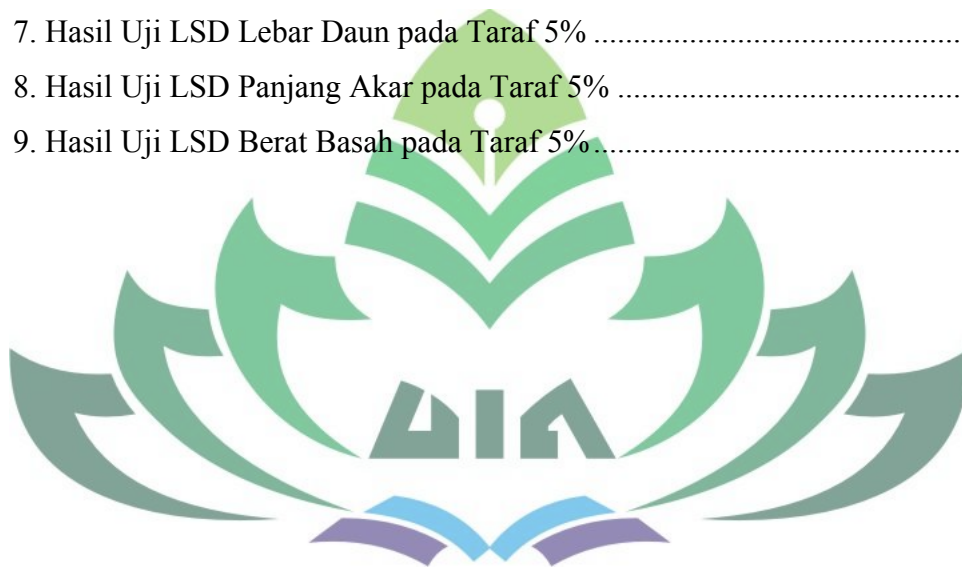 7. Hasil Uji LSD Lebar Daun pada Taraf 5% ..............................................
8. Hasil Uji LSD Panjang Akar pada Taraf 5% ...........................................
9. Hasil Uji LSD Berat Basah pada Taraf 5%..............................................
UIN